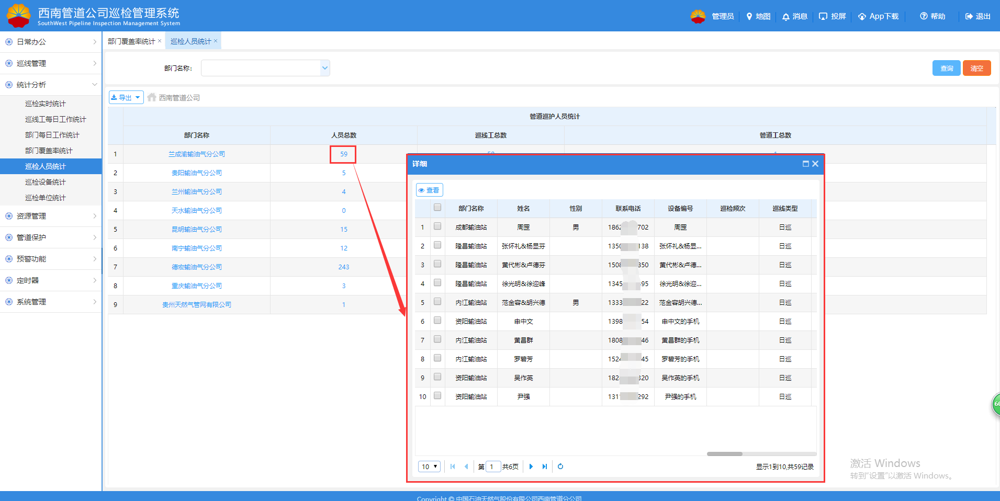 西南管道公司巡检管理系统
SouthWest Pipeline Inspection Management System
管理员 地图 消息 投屏 App下载 帮助 退出
日常办公
巡线管理
统计分析
巡检实时统计
巡线工每日工作统计
部门每日工作统计
部门覆盖率统计
巡检人员统计
巡检设备统计
巡检单位统计
资源管理
管道保护
预警功能
定时器
系统管理
部门覆盖率统计 × 巡检人员统计 ×
部门名称:
查询 清空
导出 西南管道公司
管道巡护人员统计
部门名称 人员总数 巡线工总数 管道工总数
1 兰成渝输油气分公司 59
2 贵阳输油气分公司 5
3 兰州输油气分公司 4
4 天水输油气分公司 0
5 昆明输油气分公司 15
6 南宁输油气分公司 12
7 德宏输油气分公司 243
8 重庆输油气分公司 3
9 贵州天然气管网有限公司 1
详细
查看
部门名称 姓名 性别 联系电话 设备编号 巡检频次 巡线类型
1 成都输油站 周罡 男 186 702 周罡 日巡
2 隆昌输油站 张怀礼&杨显芬 1350 138 张怀礼&杨显... 日巡
3 隆昌输油站 黄代彬&卢德芬 150 350 黄代彬&卢德... 日巡
4 隆昌输油站 徐光明&徐迎峰 1345 95 徐光明&徐迎... 日巡
5 内江输油站 范金容&胡兴德 男 1333 22 范金容胡兴德... 日巡
6 资阳输油站 申中文 1398 54 申中文的手机 日巡
7 内江输油站 黄昌群 1808 46 黄昌群的手机 日巡
8 内江输油站 罗碧芳 1524 45 罗碧芳的手机 日巡
9 资阳输油站 吴作英 182 320 吴作英的手机 日巡
10 资阳输油站 尹强 131 292 尹强的手机 日巡
10 第 1 共6页 显示1到10,共59记录
激活 Windows
转到“设置”以激活 Windows。
60
Copyright © 中国石油天然气股份有限公司西南管道分公司